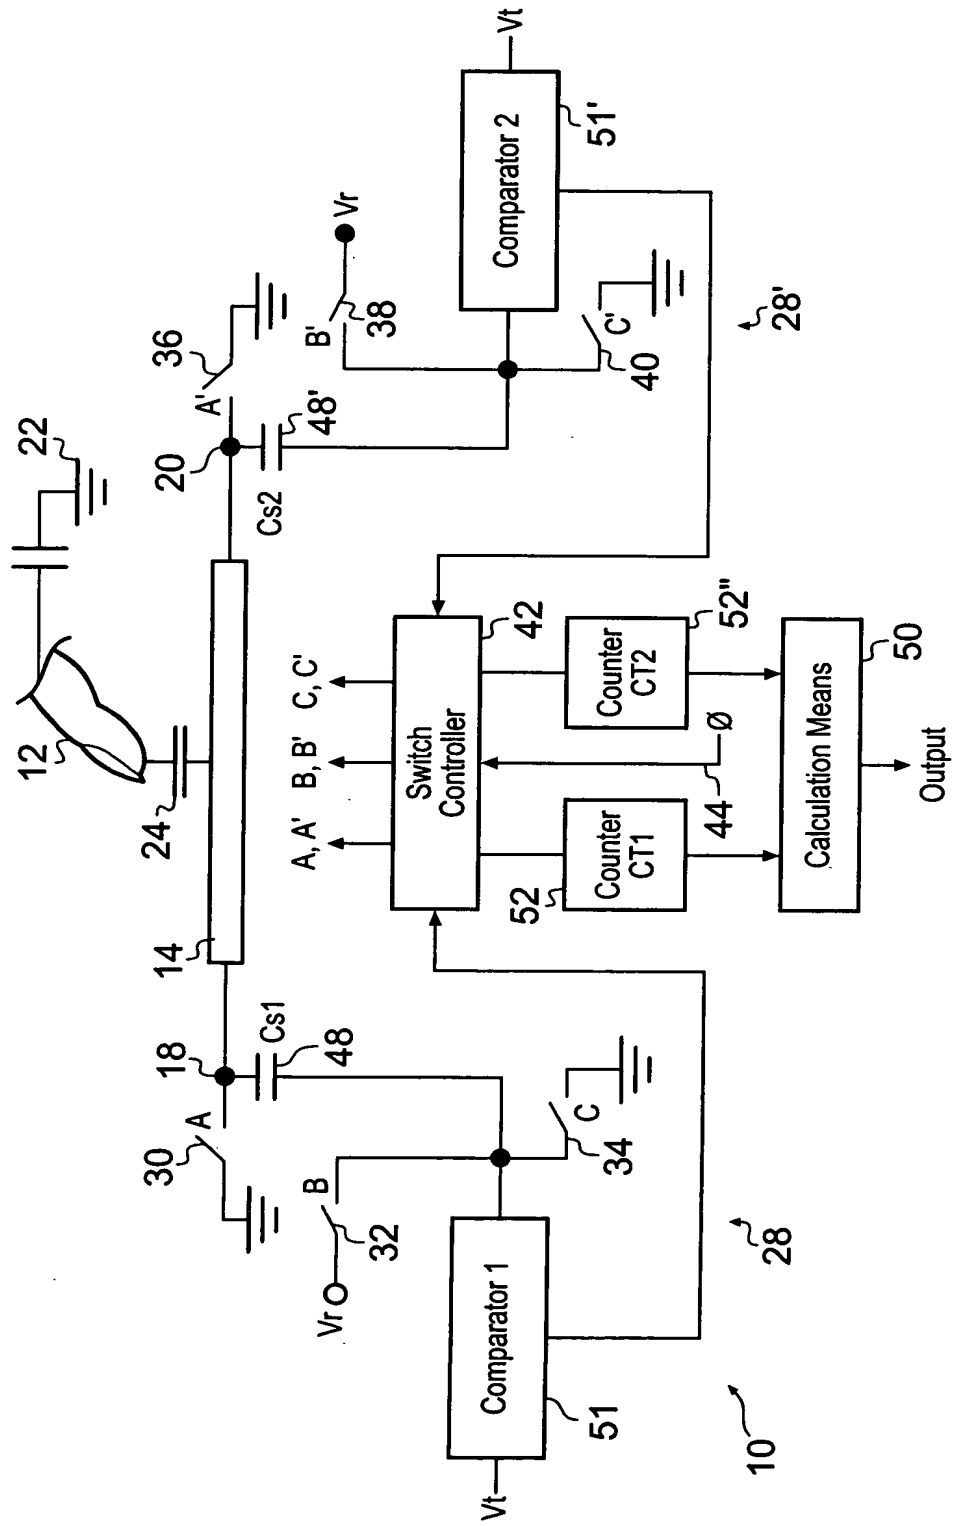 22
12
24
36
A'
20
Cs2
48'
B'
38
Vr
14
18
A
30
Cs1
48
B
32
Vr
A, A'
B, B'
C, C'
Switch
Controller
42
Comparator 2
51'
Vt
C'
40
28'
Comparator 1
51
Vt
C
34
28
10
52
Counter
CT1
Counter
CT2
52"
Ø
44
Calculation Means
50
Output